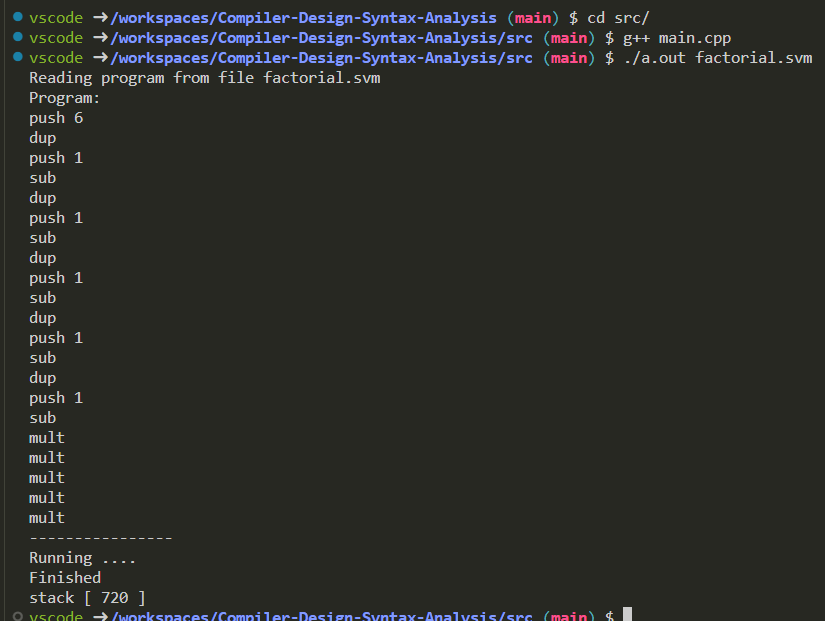 vscode ➜/workspaces/Compiler-Design-Syntax-Analysis (main) $ cd src/
vscode ➜/workspaces/Compiler-Design-Syntax-Analysis/src (main) $ g++ main.cpp
vscode ➜/workspaces/Compiler-Design-Syntax-Analysis/src (main) $ ./a.out factorial.svm
Reading program from file factorial.svm
Program:
push 6
dup
push 1
sub
dup
push 1
sub
dup
push 1
sub
dup
push 1
sub
dup
push 1
sub
mult
mult
mult
mult
mult
----------------
Running ....
Finished
stack [ 720 ]
vscode ➜/workspaces/Compiler-Design-Syntax-Analysis/src (main) $